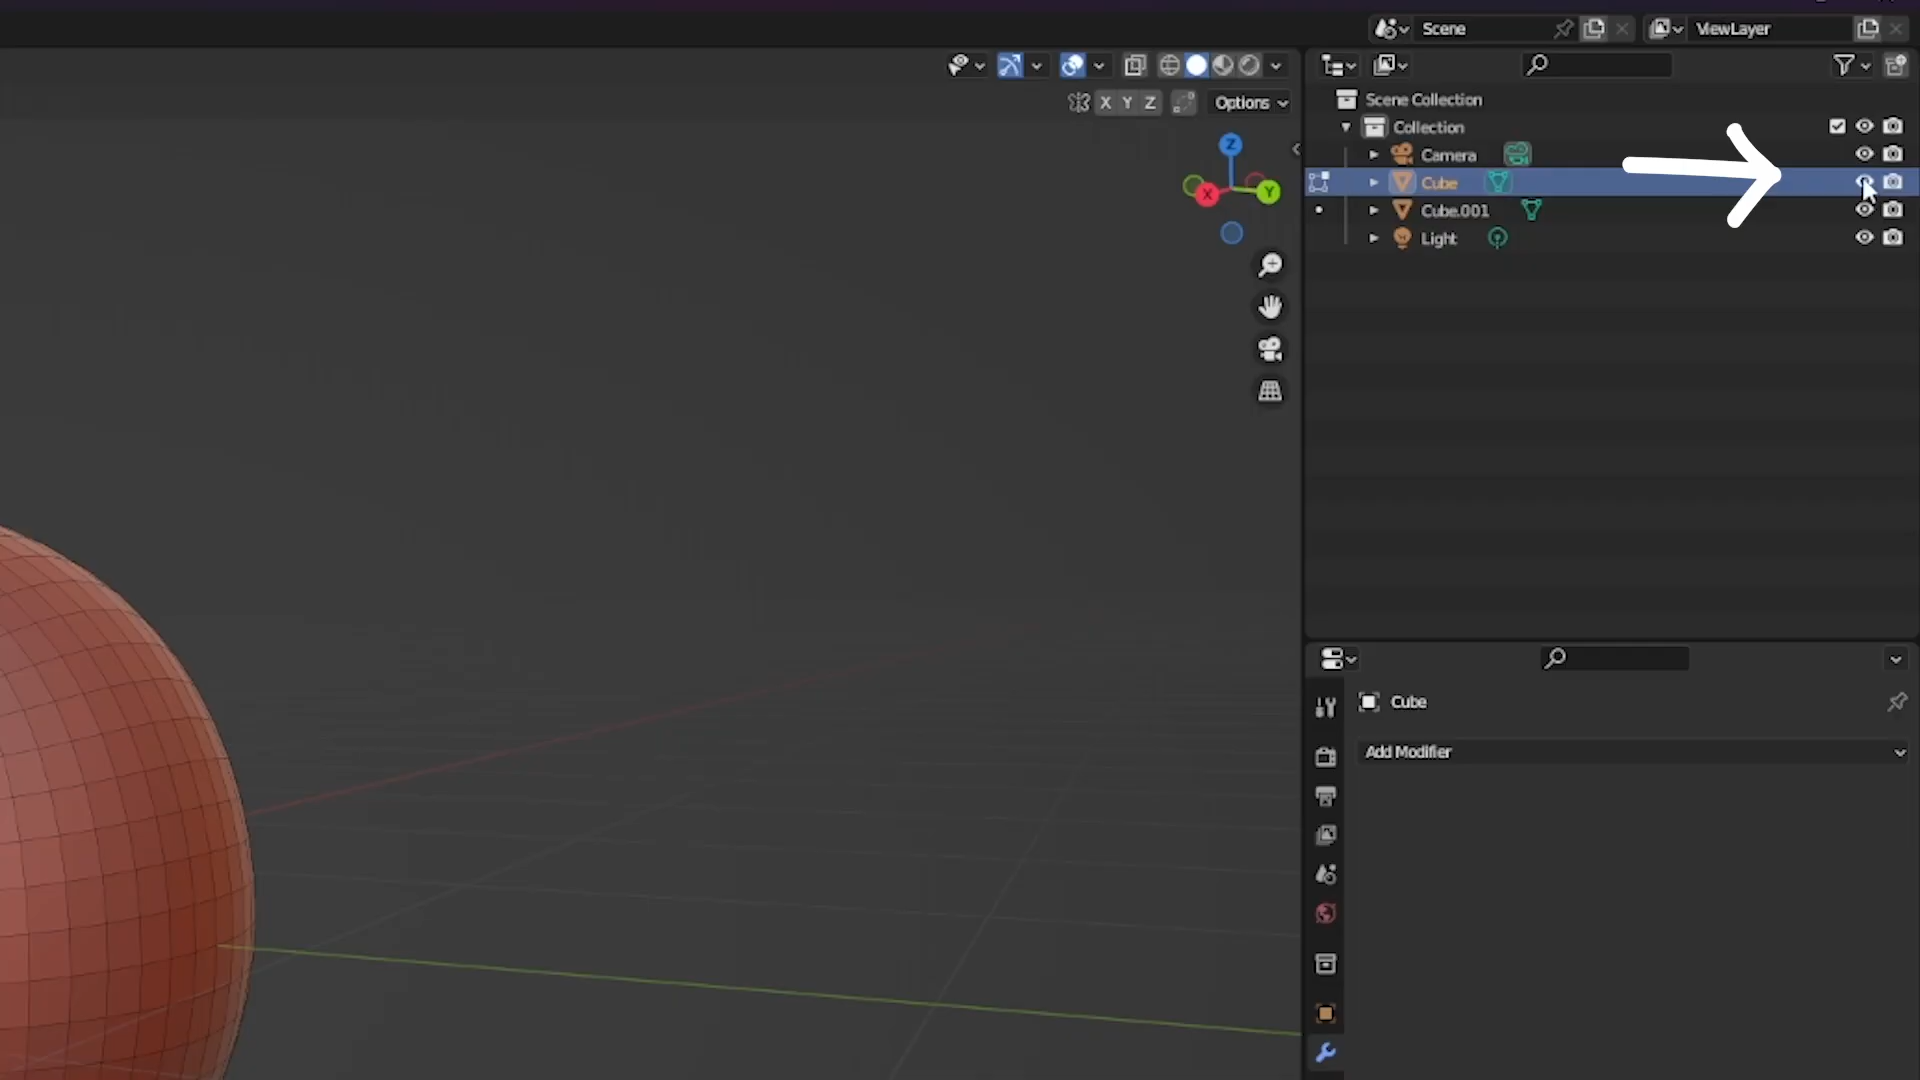 Scene
ViewLayer
X Y Z
Options
Scene Collection
Collection
Camera
Cube
Cube.001
Light
Z
X
Y
Cube
Add Modifier